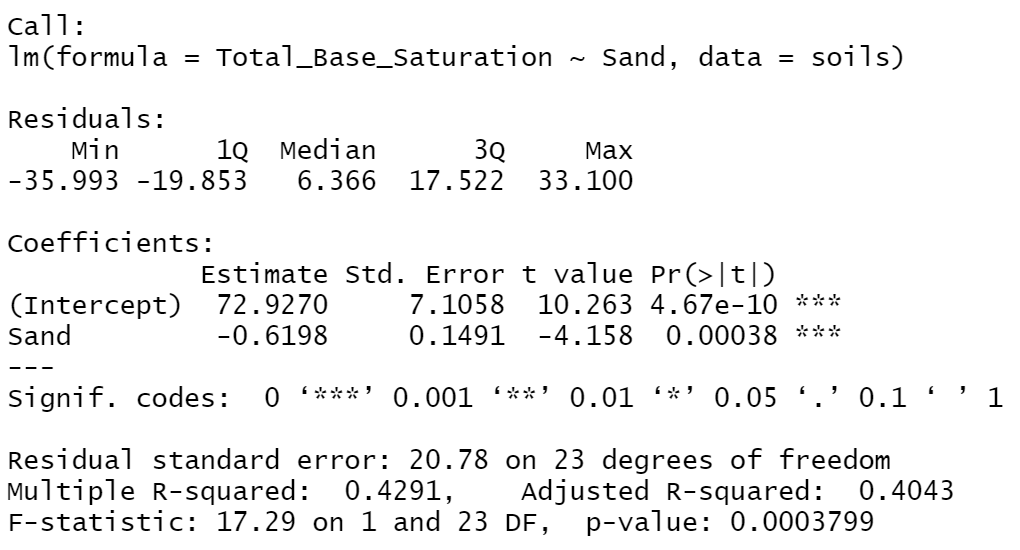 Call:
lm(formula = Total_Base_Saturation ~ Sand, data = soils)

Residuals:
    Min      1Q  Median      3Q     Max
-35.993 -19.853   6.366  17.522  33.100

Coefficients:
            Estimate Std. Error t value Pr(>|t|)
(Intercept)  72.9270     7.1058  10.263 4.67e-10 ***
Sand         -0.6198     0.1491  -4.158  0.00038 ***
---
Signif. codes:  0 ‘***’ 0.001 ‘**’ 0.01 ‘*’ 0.05 ‘.’ 0.1 ‘ ’ 1

Residual standard error: 20.78 on 23 degrees of freedom
Multiple R-squared:  0.4291,    Adjusted R-squared:  0.4043
F-statistic: 17.29 on 1 and 23 DF,  p-value: 0.0003799